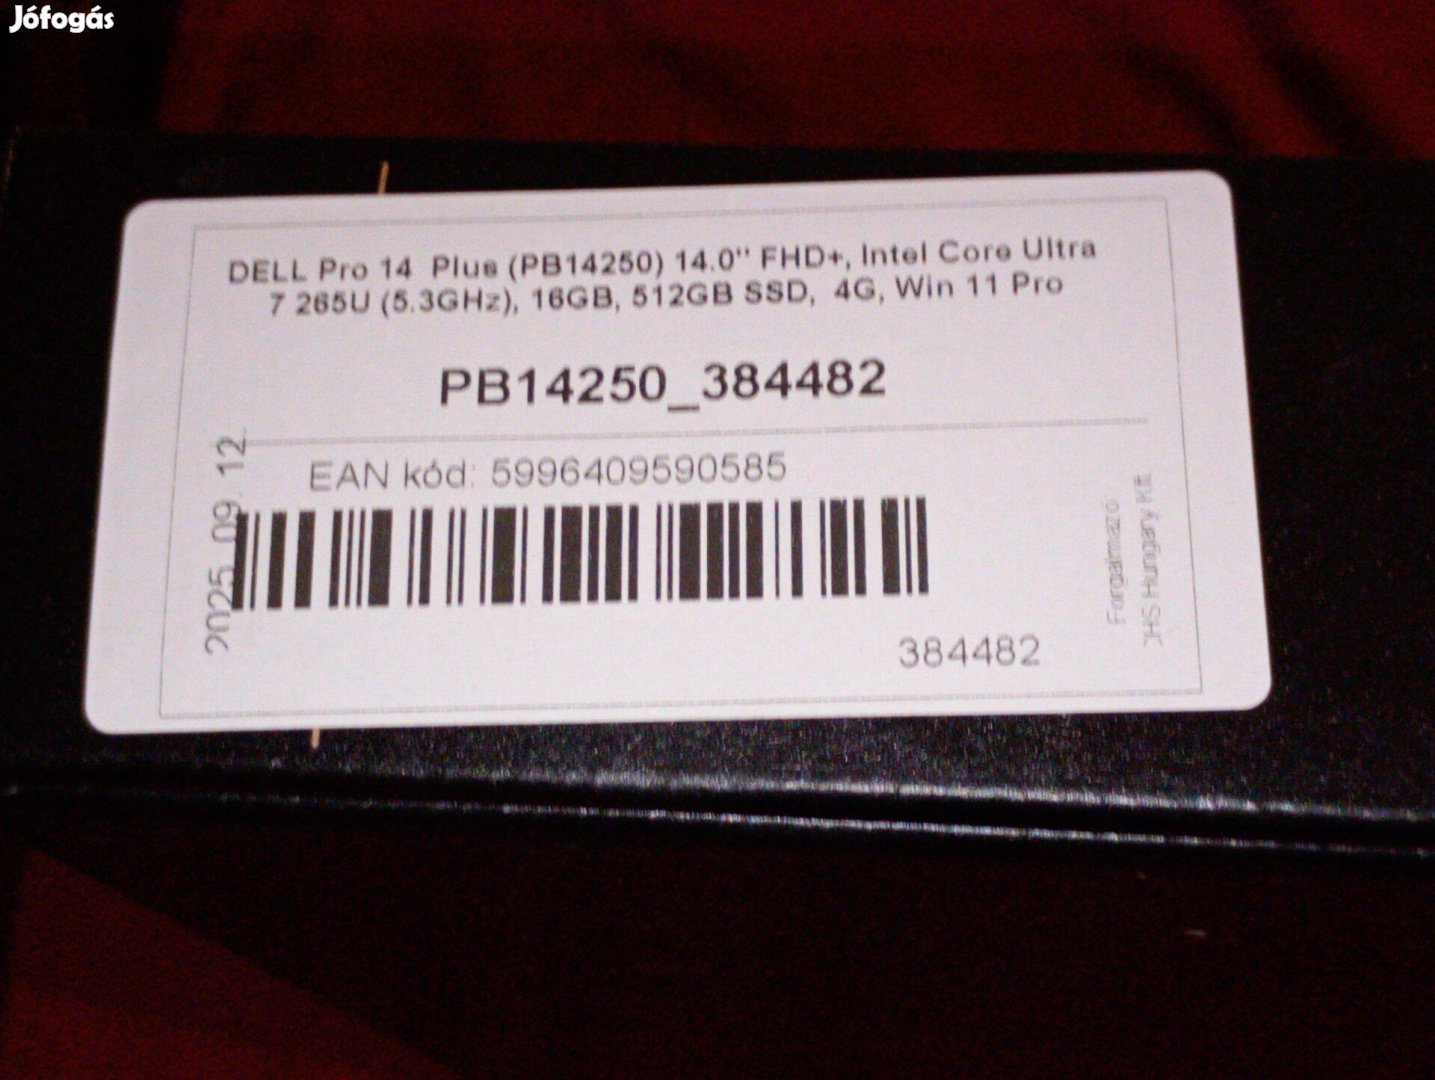 Jófogás
DELL Pro 14 Plus (PB14250) 14.0" FHD+, Intel Core Ultra
7 265U (5.3GHz), 16GB, 512GB SSD, 4G, Win 11 Pro
PB14250_384482
EAN kód: 5996409590585
2025. 09. 12.
384482
Forgalmazó
CHS Hungary Kft.